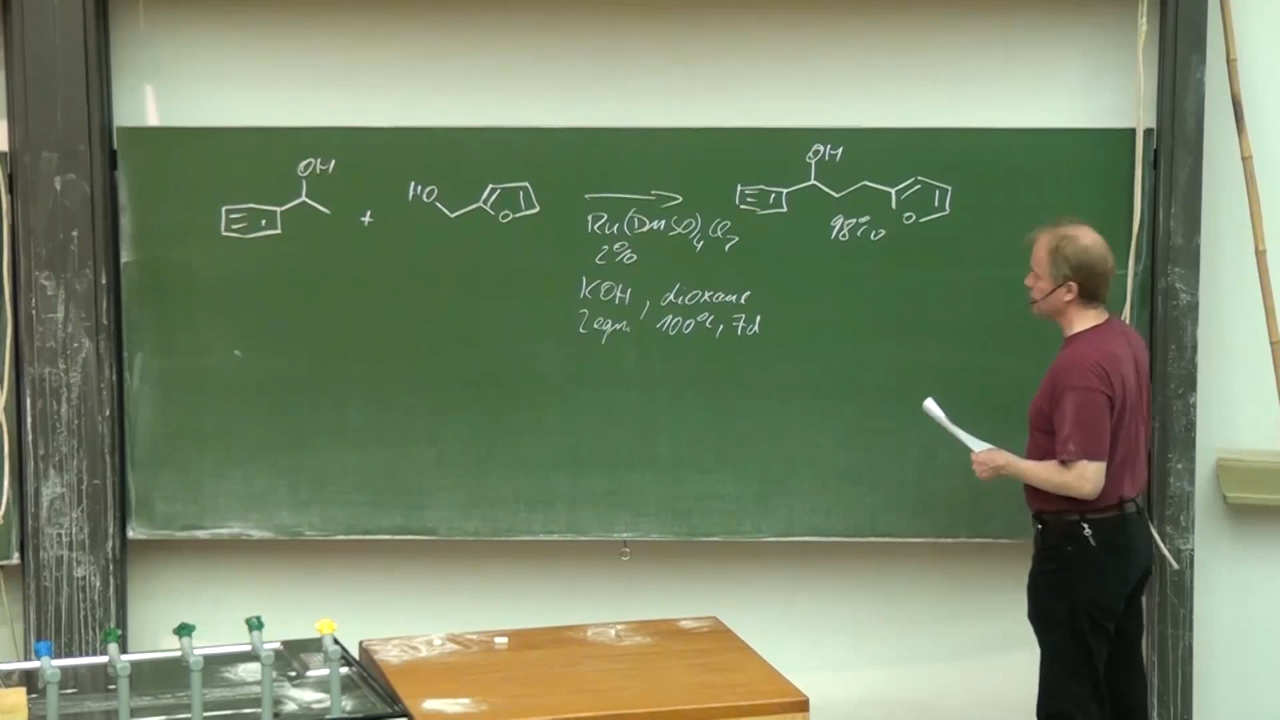 OH
HO
+
O
Ru(DMSO)₄Cl₂
2%
KOH, dioxane
2equ. 100°C, 7d
OH
O
98%